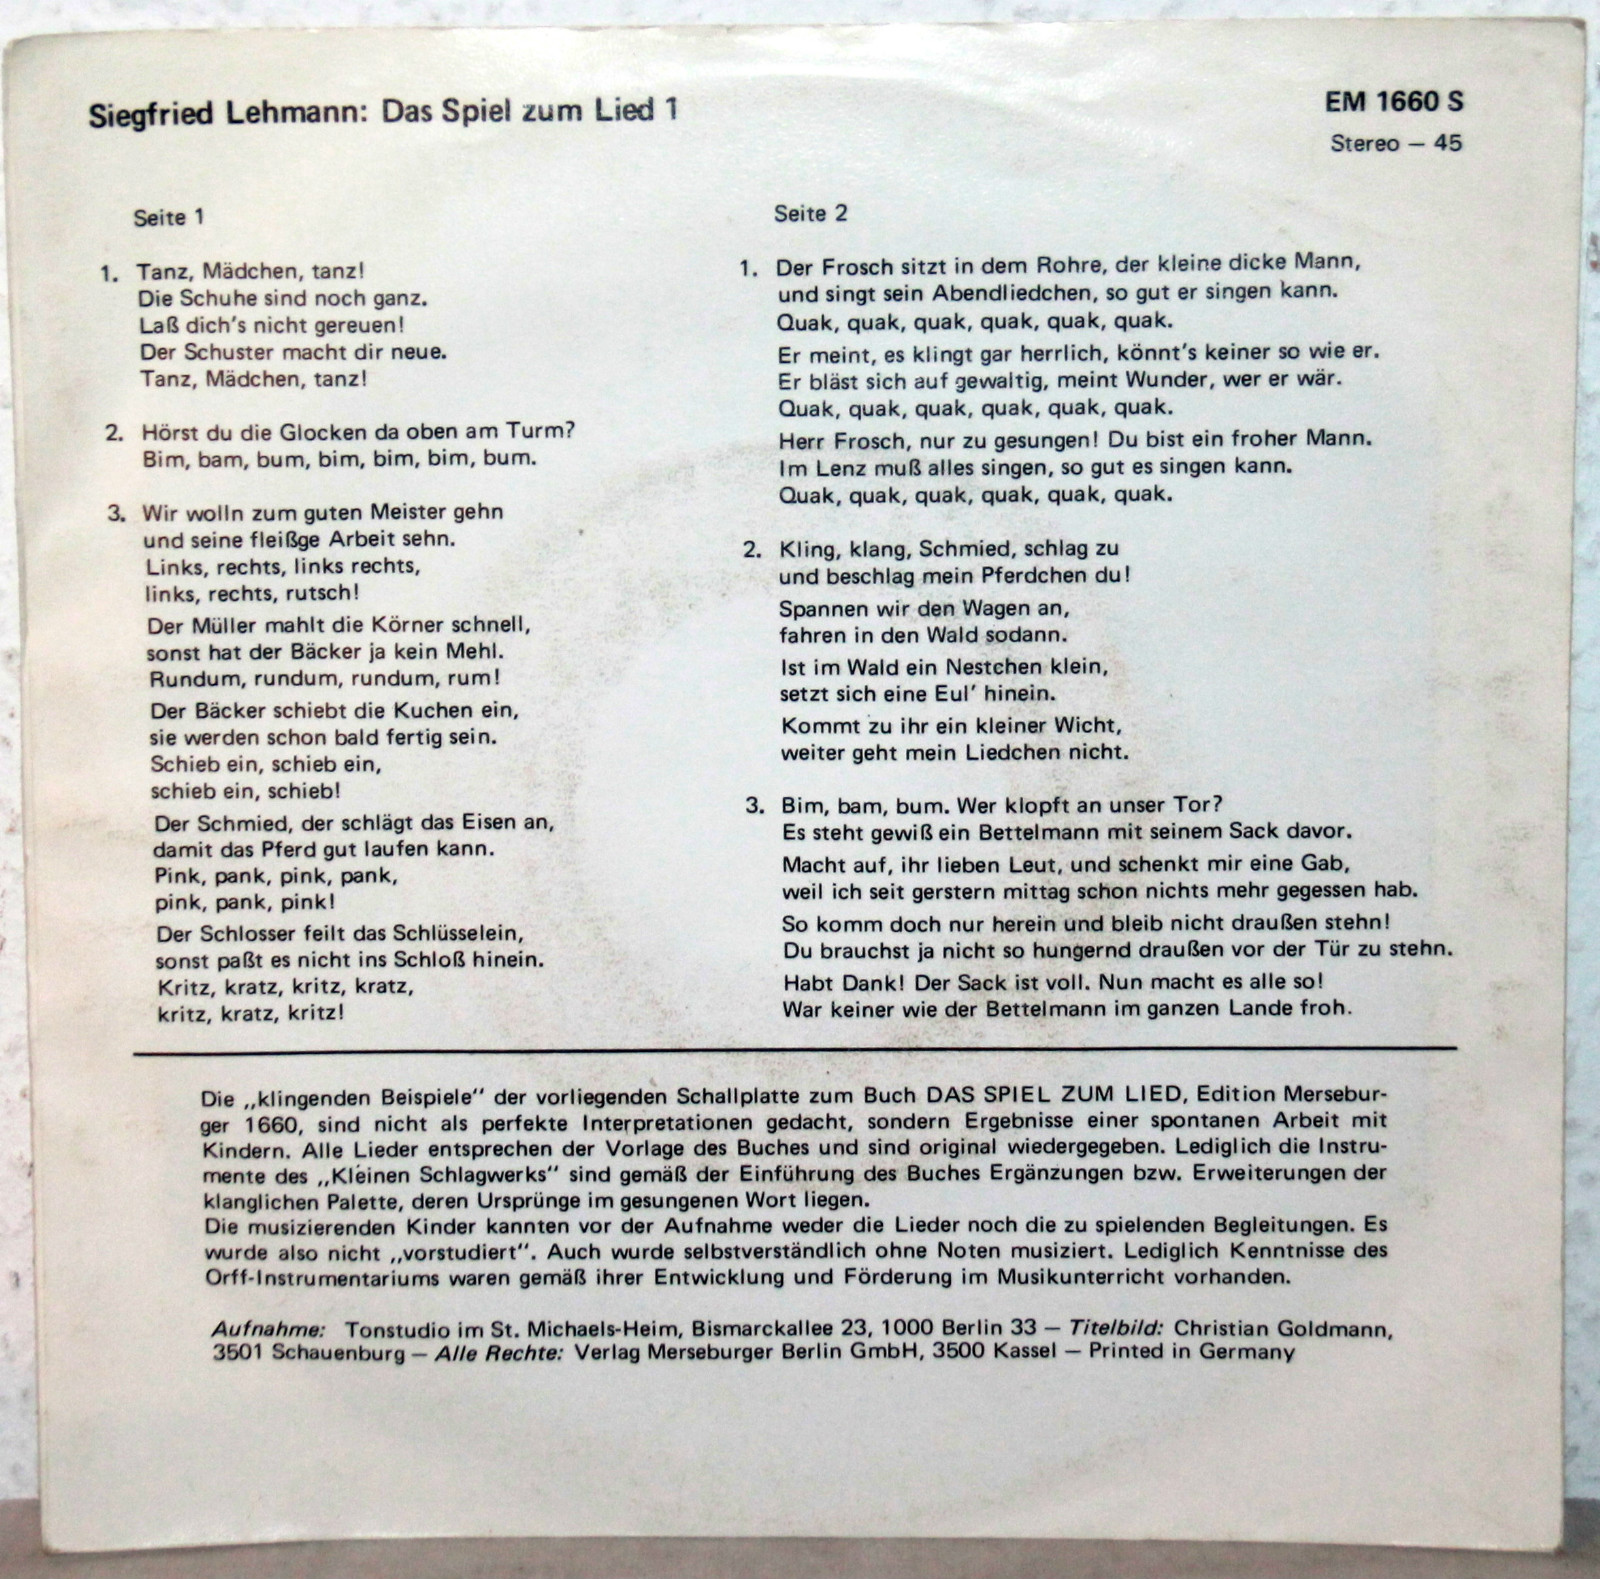 Siegfried Lehmann: Das Spiel zum Lied 1
EM 1660 S
Stereo — 45
Seite 1
1. Tanz, Mädchen, tanz!
Die Schuhe sind noch ganz.
Laß dich's nicht gereuen!
Der Schuster macht dir neue.
Tanz, Mädchen, tanz!
2. Hörst du die Glocken da oben am Turm?
Bim, bam, bum, bim, bim, bim, bum.
3. Wir wolln zum guten Meister gehn
und seine fleißge Arbeit sehn.
Links, rechts, links rechts,
links, rechts, rutsch!
Der Müller mahlt die Körner schnell,
sonst hat der Bäcker ja kein Mehl.
Rundum, rundum, rundum, rum!
Der Bäcker schiebt die Kuchen ein,
sie werden schon bald fertig sein.
Schieb ein, schieb ein,
schieb ein, schieb!
Der Schmied, der schlägt das Eisen an,
damit das Pferd gut laufen kann.
Pink, pank, pink, pank,
pink, pank, pink!
Der Schlosser feilt das Schlüsselein,
sonst paßt es nicht ins Schloß hinein.
Kritz, kratz, kritz, kratz,
kritz, kratz, kritz!
Seite 2
1. Der Frosch sitzt in dem Rohre, der kleine dicke Mann,
und singt sein Abendliedchen, so gut er singen kann.
Quak, quak, quak, quak, quak, quak.
Er meint, es klingt gar herrlich, könnt's keiner so wie er.
Er bläst sich auf gewaltig, meint Wunder, wer er wär.
Quak, quak, quak, quak, quak, quak.
Herr Frosch, nur zu gesungen! Du bist ein froher Mann.
Im Lenz muß alles singen, so gut es singen kann.
Quak, quak, quak, quak, quak, quak.
2. Kling, klang, Schmied, schlag zu
und beschlag mein Pferdchen du!
Spannen wir den Wagen an,
fahren in den Wald sodann.
Ist im Wald ein Nestchen klein,
setzt sich eine Eul' hinein.
Kommt zu ihr ein kleiner Wicht,
weiter geht mein Liedchen nicht.
3. Bim, bam, bum. Wer klopft an unser Tor?
Es steht gewiß ein Bettelmann mit seinem Sack davor.
Macht auf, ihr lieben Leut, und schenkt mir eine Gab,
weil ich seit gerstern mittag schon nichts mehr gegessen hab.
So komm doch nur herein und bleib nicht draußen stehn!
Du brauchst ja nicht so hungernd draußen vor der Tür zu stehn.
Habt Dank! Der Sack ist voll. Nun macht es alle so!
War keiner wie der Bettelmann im ganzen Lande froh.
Die „klingenden Beispiele" der vorliegenden Schallplatte zum Buch DAS SPIEL ZUM LIED, Edition Mersebur-
ger 1660, sind nicht als perfekte Interpretationen gedacht, sondern Ergebnisse einer spontanen Arbeit mit
Kindern. Alle Lieder entsprechen der Vorlage des Buches und sind original wiedergegeben. Lediglich die Instru-
mente des „Kleinen Schlagwerks" sind gemäß der Einführung des Buches Ergänzungen bzw. Erweiterungen der
klanglichen Palette, deren Ursprünge im gesungenen Wort liegen.
Die musizierenden Kinder kannten vor der Aufnahme weder die Lieder noch die zu spielenden Begleitungen. Es
wurde also nicht „vorstudiert". Auch wurde selbstverständlich ohne Noten musiziert. Lediglich Kenntnisse des
Orff-Instrumentariums waren gemäß ihrer Entwicklung und Förderung im Musikunterricht vorhanden.
Aufnahme: Tonstudio im St. Michaels-Heim, Bismarckallee 23, 1000 Berlin 33 — Titelbild: Christian Goldmann,
3501 Schauenburg — Alle Rechte: Verlag Merseburger Berlin GmbH, 3500 Kassel — Printed in Germany